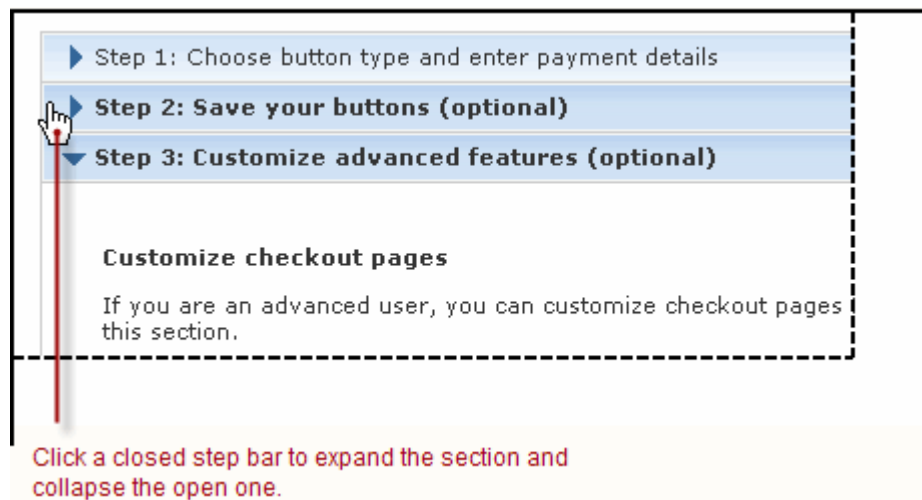 Step 1: Choose button type and enter payment details
Step 2: Save your buttons (optional)
Step 3: Customize advanced features (optional)
Customize checkout pages
If you are an advanced user, you can customize checkout pages
this section.
Click a closed step bar to expand the section and
collapse the open one.